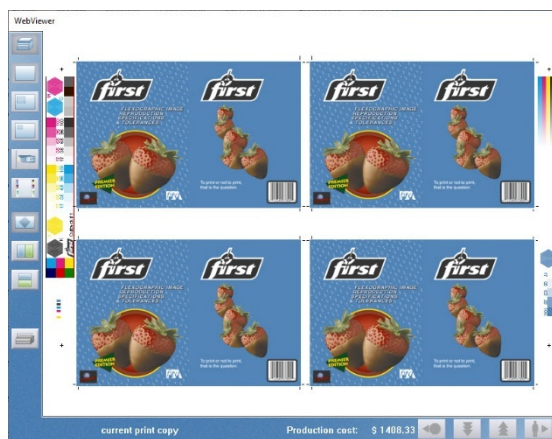 WebViewer
first
first
first
first
FLEXOGRAPHIC IMAGE
REPRODUCTION
SPECIFICATIONS
& TOLERANCES
FLEXOGRAPHIC IMAGE
REPRODUCTION
SPECIFICATIONS
& TOLERANCES
PREMIER
EDITION
To print or not to print,
that is the question.
PREMIER
EDITION
To print or not to print,
that is the question.
first
first
first
first
FLEXOGRAPHIC IMAGE
REPRODUCTION
SPECIFICATIONS
& TOLERANCES
FLEXOGRAPHIC IMAGE
REPRODUCTION
SPECIFICATIONS
& TOLERANCES
PREMIER
EDITION
To print or not to print,
that is the question.
PREMIER
EDITION
To print or not to print,
that is the question.
current print copy Production cost: $ 1408.33